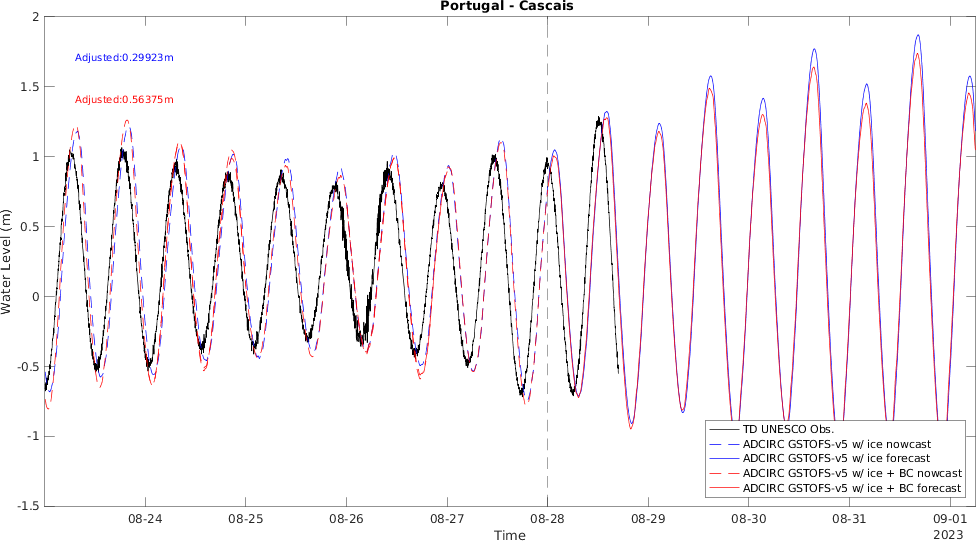 Portugal - Cascais
Adjusted:0.29923m
Adjusted:0.56375m
Water Level (m)
2
1.5
1
0.5
0
-0.5
-1
-1.5
TD UNESCO Obs.
ADCIRC GSTOFS-v5 w/ ice nowcast
ADCIRC GSTOFS-v5 w/ ice forecast
ADCIRC GSTOFS-v5 w/ ice + BC nowcast
ADCIRC GSTOFS-v5 w/ ice + BC forecast
08-24
08-25
08-26
08-27
08-28
08-29
08-30
08-31
09-01
2023
Time